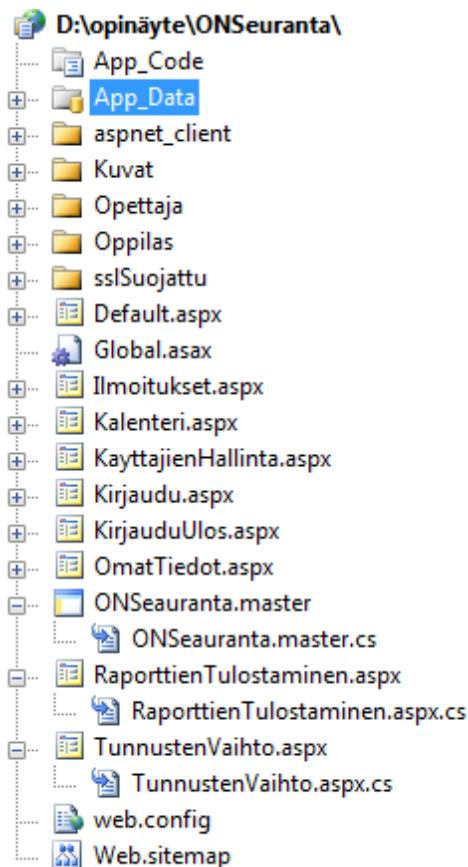 D:\opinäyte\ONSeuranta\
App_Code
App_Data
aspnet_client
Kuvat
Opettaja
Oppilas
sslSuojattu
Default.aspx
Global.asax
Ilmoitukset.aspx
Kalenteri.aspx
KayttajienHallinta.aspx
Kirjaudu.aspx
KirjauduUlos.aspx
OmatTiedot.aspx
ONSeauranta.master
ONSeauranta.master.cs
RaporttienTulostaminen.aspx
RaporttienTulostaminen.aspx.cs
TunnustenVaihto.aspx
TunnustenVaihto.aspx.cs
web.config
Web.sitemap